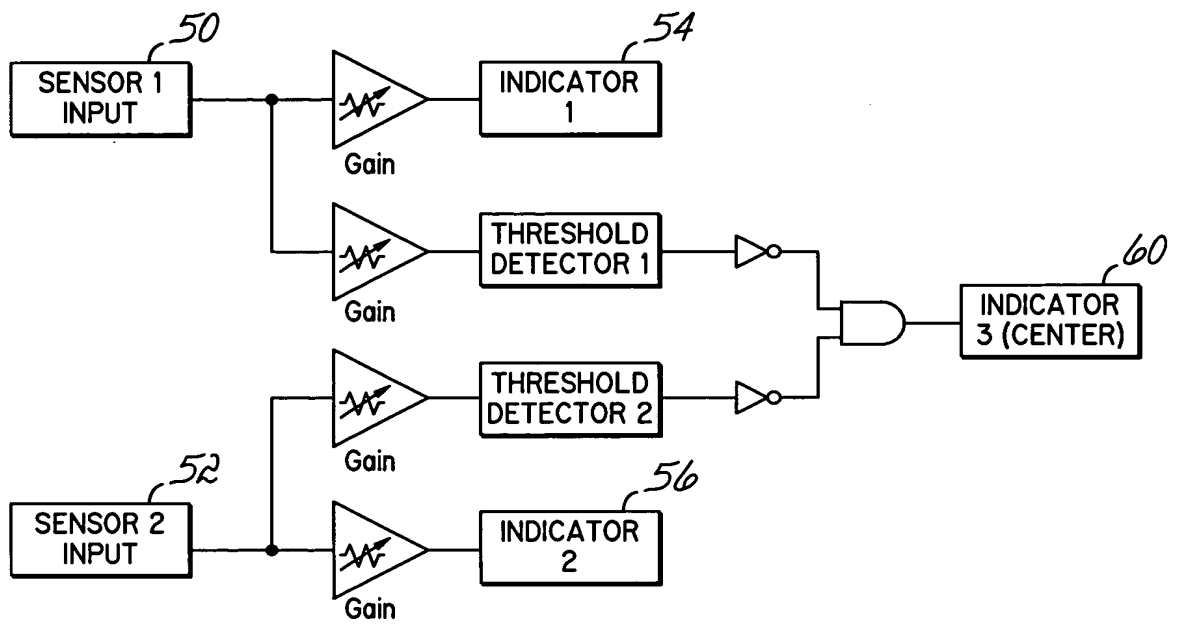 50
SENSOR 1
INPUT
Gain
54
INDICATOR
1
Gain
THRESHOLD
DETECTOR 1
60
INDICATOR
3 (CENTER)
Gain
THRESHOLD
DETECTOR 2
52
SENSOR 2
INPUT
Gain
56
INDICATOR
2